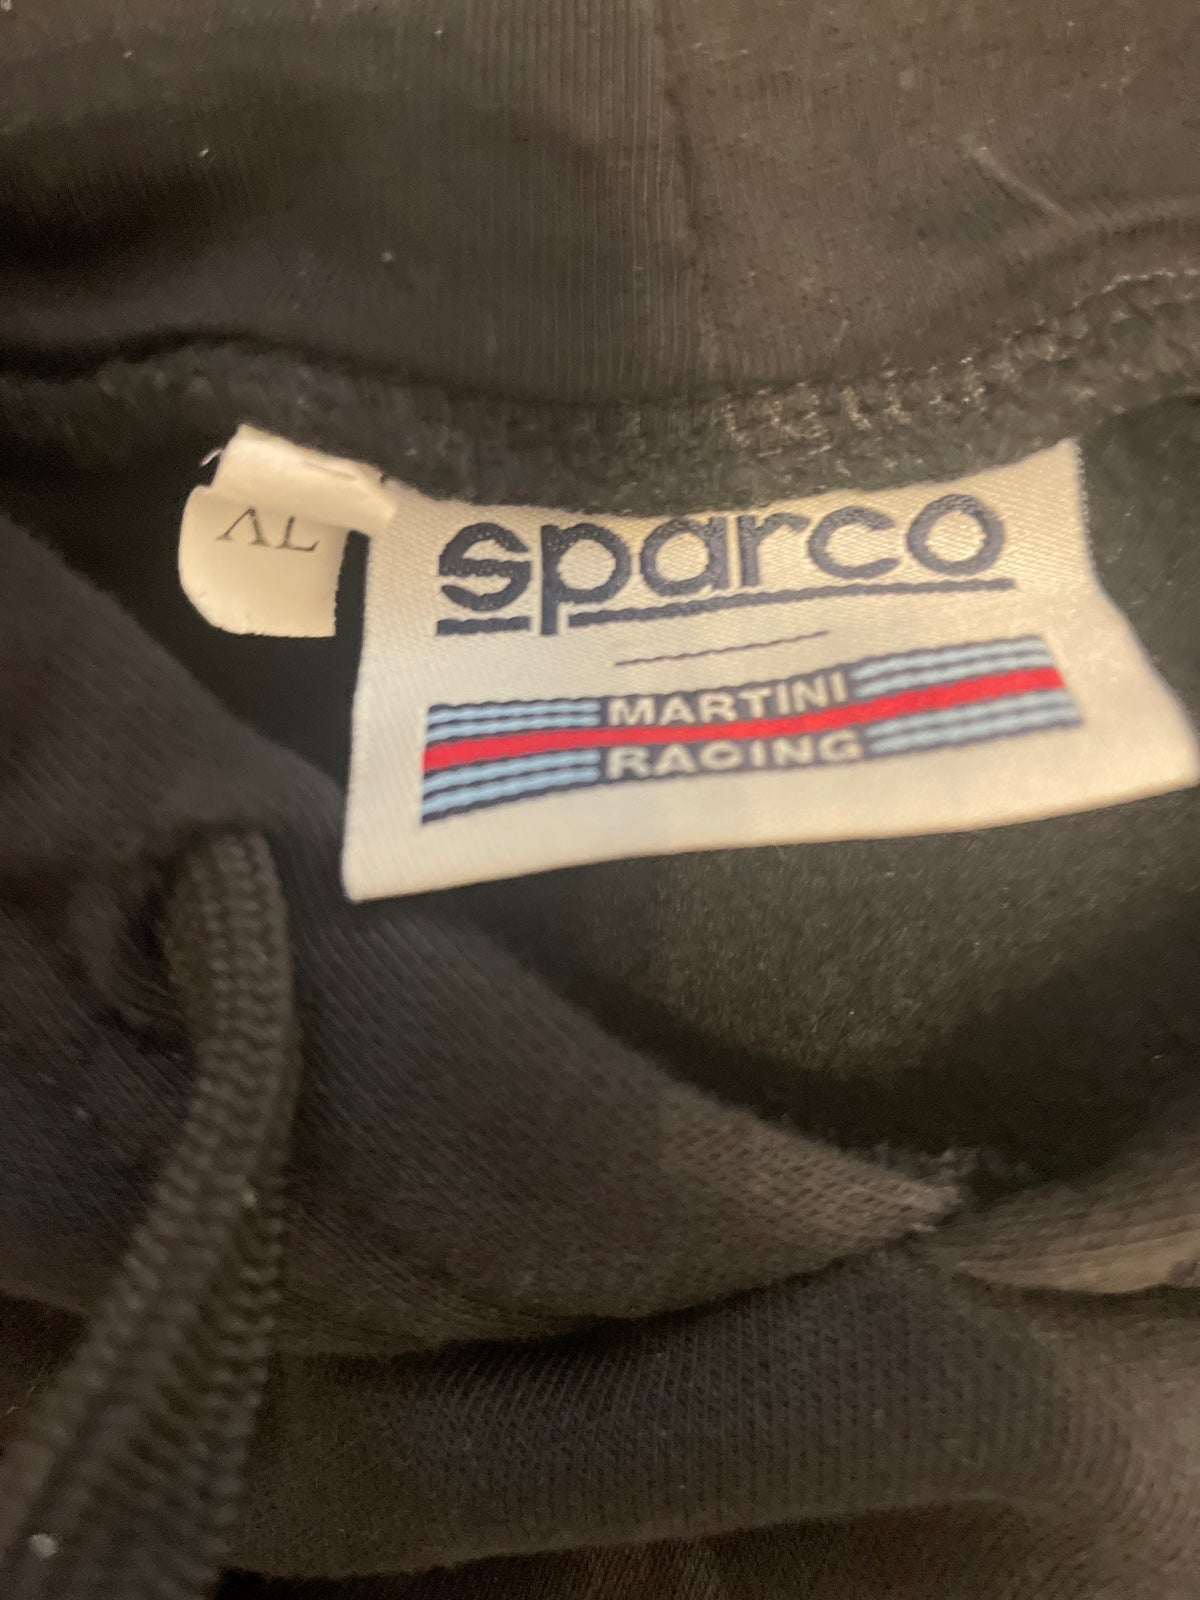 XL
sparco
MARTINI
RACING